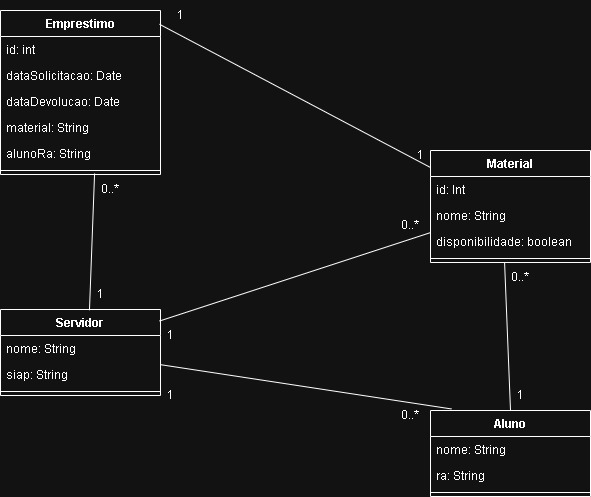 Emprestimo
id: int
dataSolicitacao: Date
dataDevolucao: Date
material: String
alunoRa: String
1
1
Material
id: Int
nome: String
disponibilidade: boolean
0..*
0..*
0..*
1
Servidor
nome: String
siap: String
1
1
0..*
1
Aluno
nome: String
ra: String